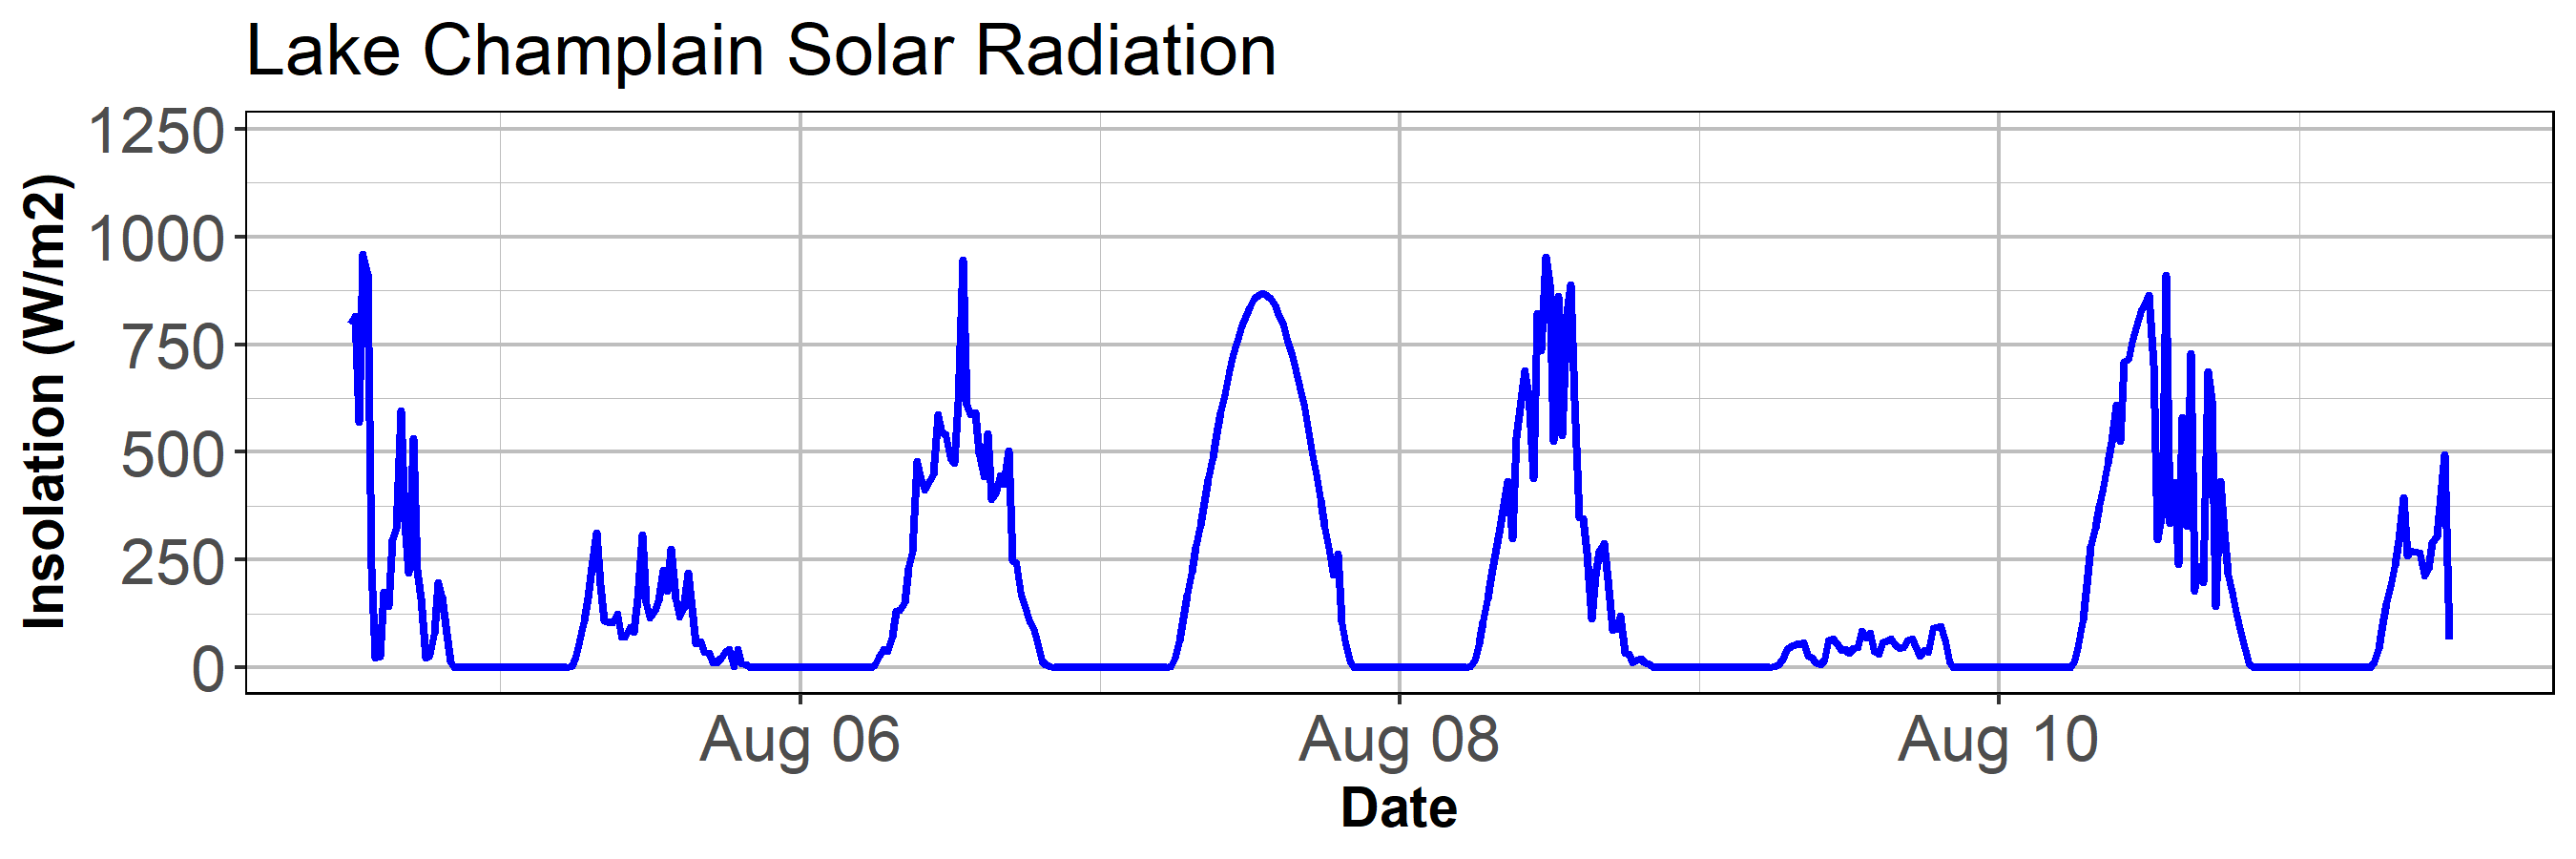 Lake Champlain Solar Radiation
1250
1000
750
500
250
0
Insolation (W/m2)
Aug 06
Aug 08
Aug 10
Date